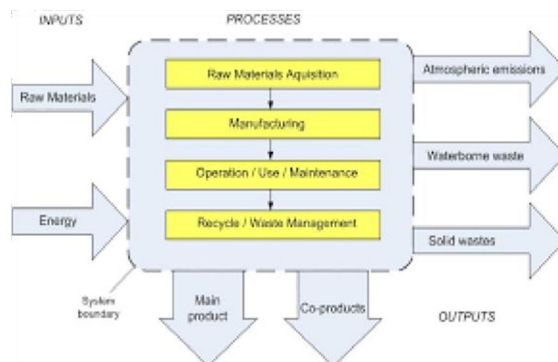 INPUTS
PROCESSES
Raw Materials Aquisition
Atmospheric emissions
Raw Materials
Manufacturing
Operation / Use / Maintenance
Waterborne waste
Energy
Recycle / Waste Management
Solid wastes
System
boundary
Main
product
Co-products
OUTPUTS